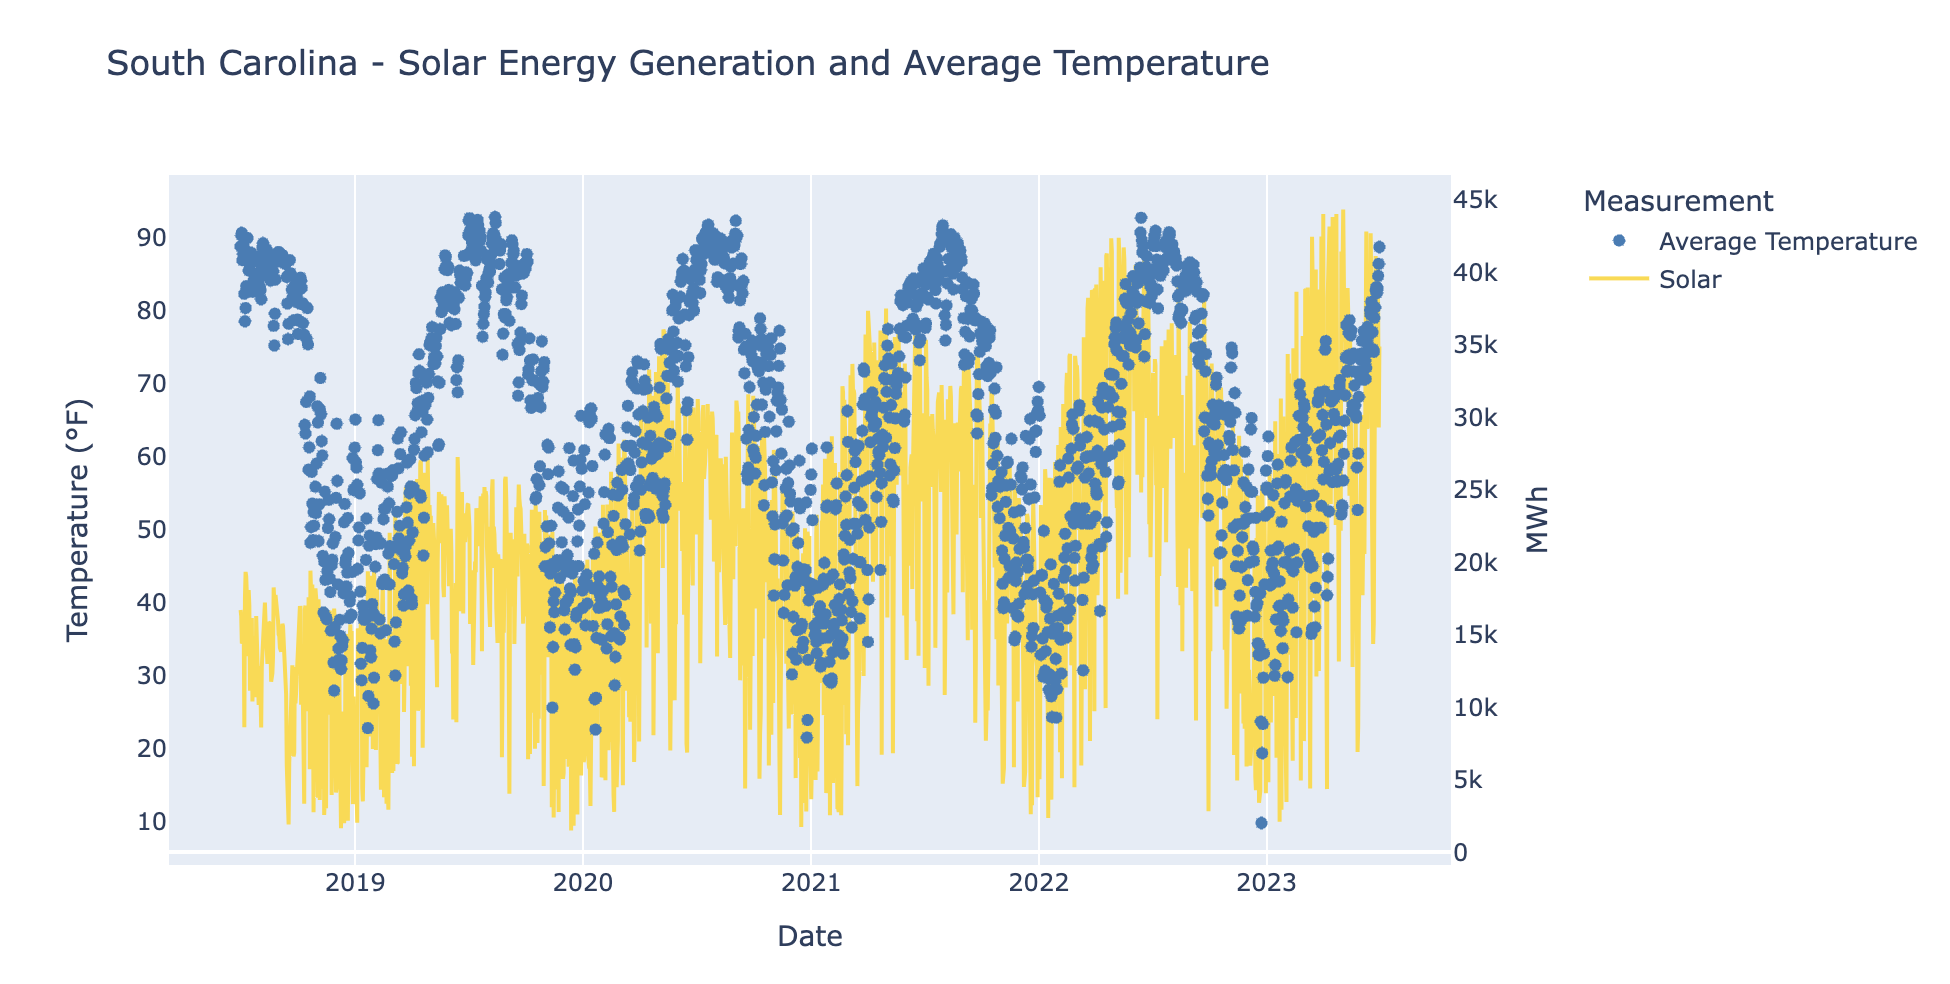 South Carolina - Solar Energy Generation and Average Temperature
Measurement
Average Temperature
Solar
Temperature (°F)
90
80
70
60
50
40
30
20
10
45k
40k
35k
30k
25k
20k
15k
10k
5k
0
MWh
2019 2020 2021 2022 2023
Date